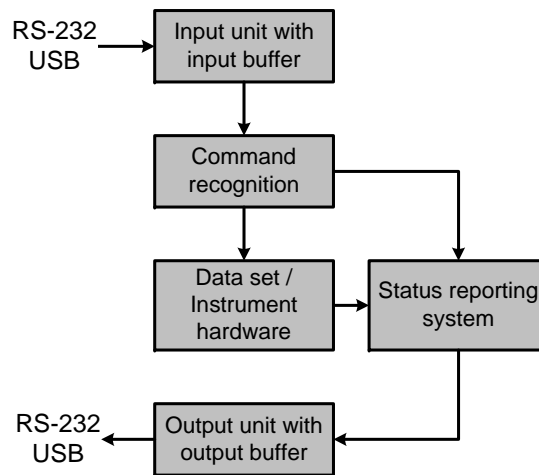 RS-232
USB
Input unit with
input buffer
Command
recognition
Data set /
Instrument
hardware
Status reporting
system
RS-232
USB
Output unit with
output buffer